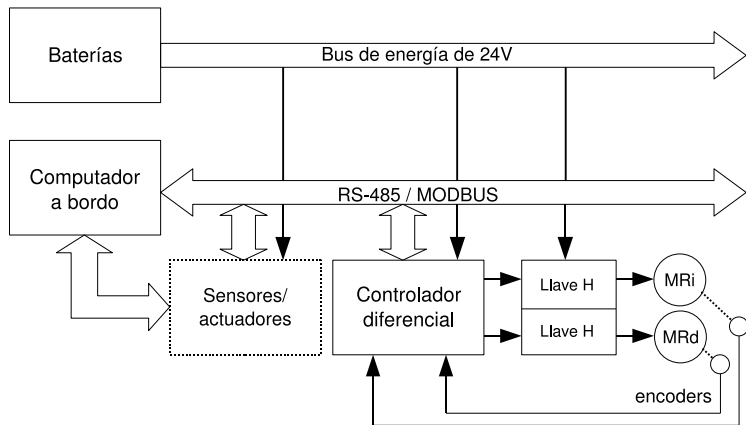 Baterías
Bus de energía de 24V
Computador
a bordo
RS-485 / MODBUS
Sensores/
actuadores
Controlador
diferencial
Llave H
Llave H
MRi
MRd
encoders